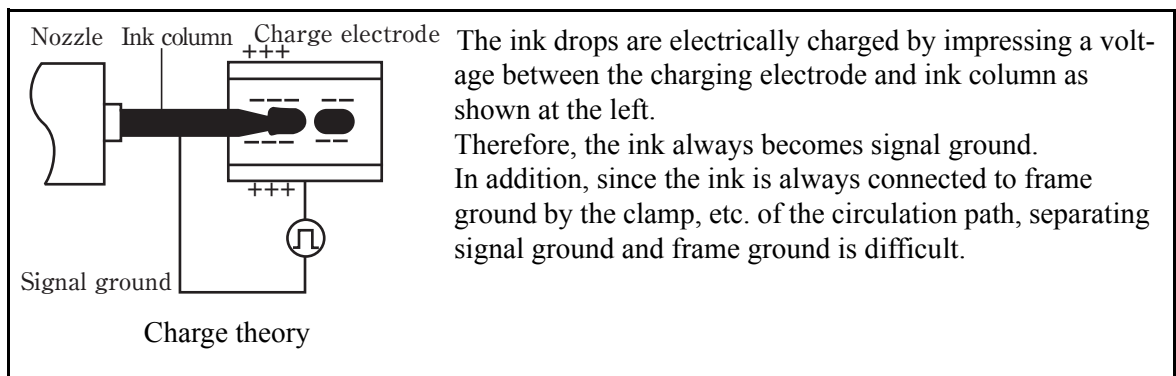 Nozzle Ink column Charge electrode
+++
+++
Signal ground
Charge theory
The ink drops are electrically charged by impressing a volt-
age between the charging electrode and ink column as
shown at the left.
Therefore, the ink always becomes signal ground.
In addition, since the ink is always connected to frame
ground by the clamp, etc. of the circulation path, separating
signal ground and frame ground is difficult.